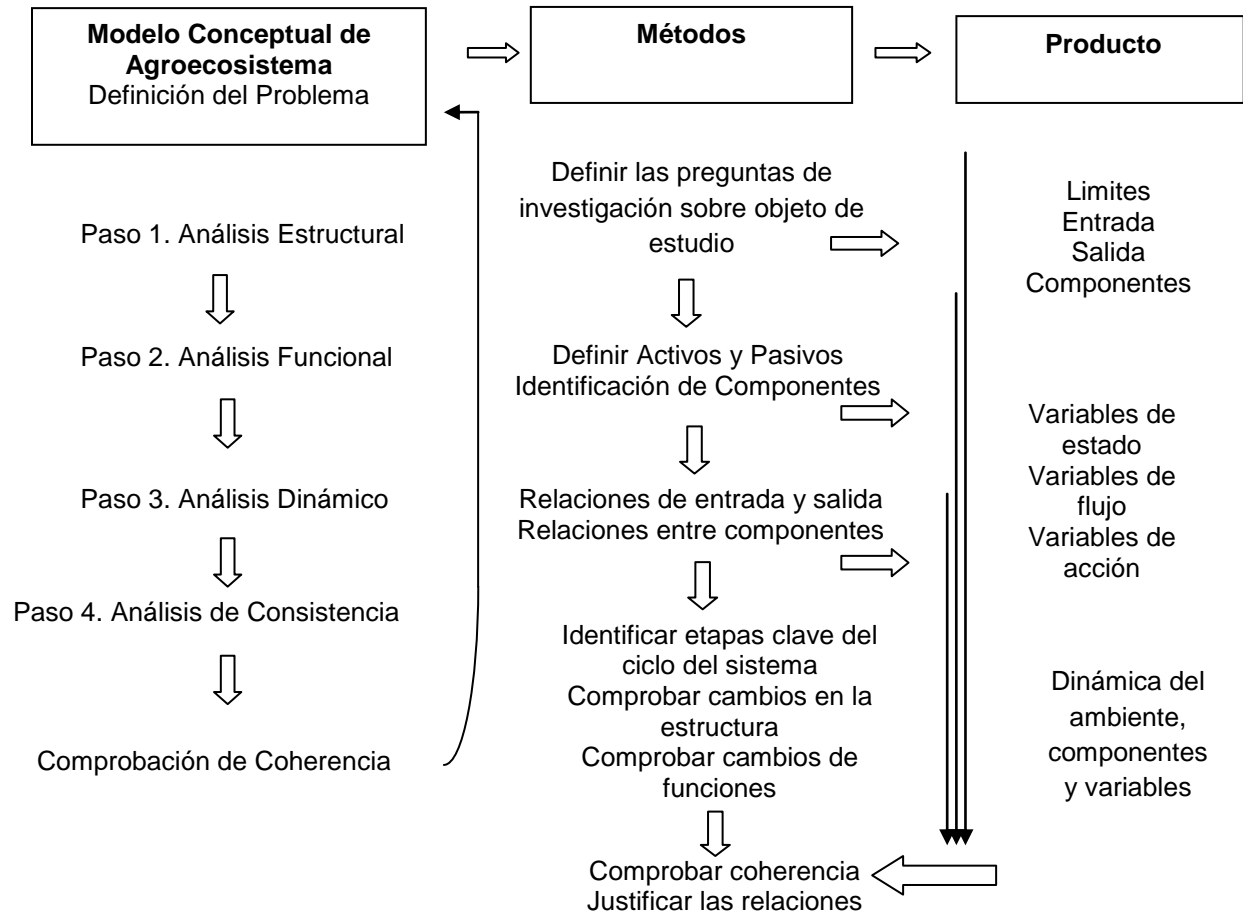 Modelo Conceptual de
Agroecosistema
Definición del Problema
Métodos
Producto
Paso 1. Análisis Estructural
Paso 2. Análisis Funcional
Paso 3. Análisis Dinámico
Paso 4. Análisis de Consistencia
Comprobación de Coherencia
Definir las preguntas de
investigación sobre objeto de
estudio
Definir Activos y Pasivos
Identificación de Componentes
Relaciones de entrada y salida
Relaciones entre componentes
Identificar etapas clave del
ciclo del sistema
Comprobar cambios en la
estructura
Comprobar cambios de
funciones
Comprobar coherencia
Justificar las relaciones
Limites
Entrada
Salida
Componentes
Variables de
estado
Variables de
flujo
Variables de
acción
Dinámica del
ambiente,
componentes
y variables